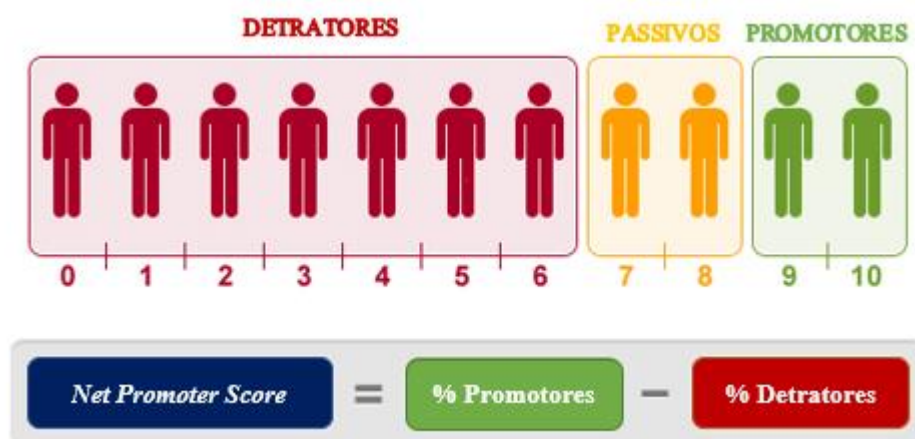 DETRATORES PASSIVOS PROMOTORES
0 1 2 3 4 5 6 7 8 9 10
Net Promoter Score = % Promotores − % Detratores